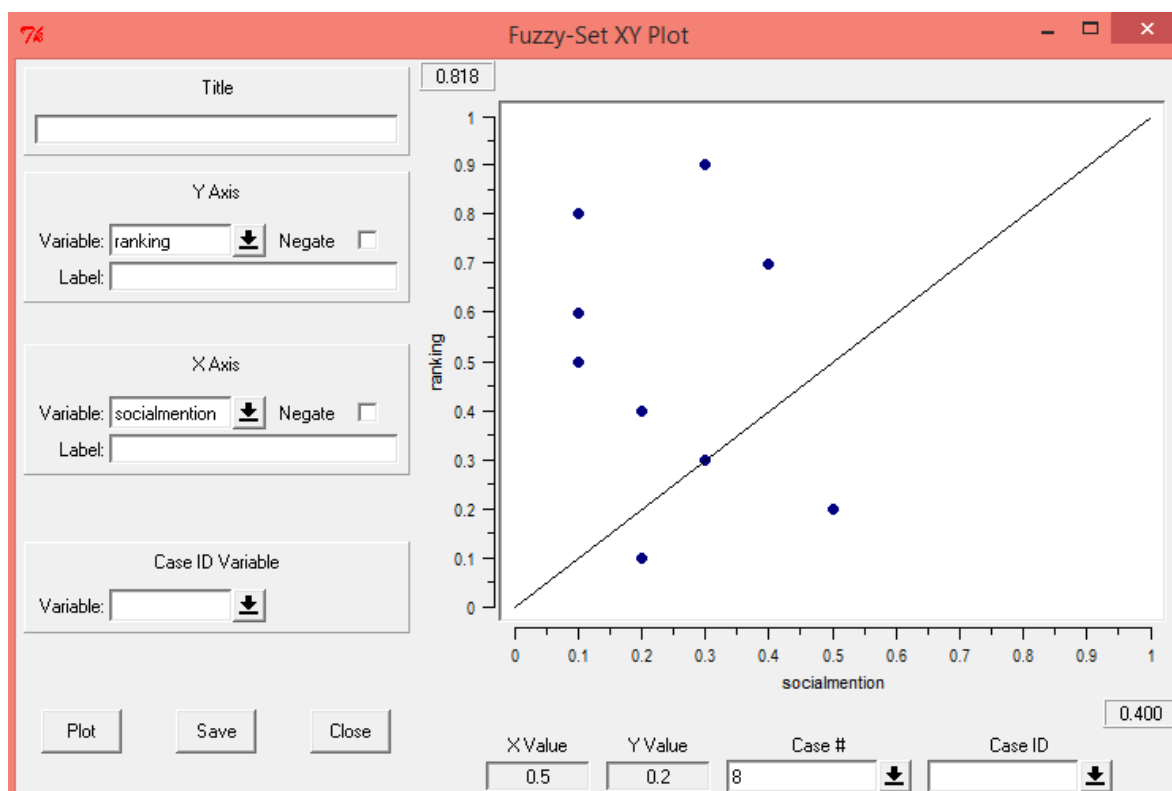 Fuzzy-Set XY Plot
Title
Y Axis
Variable: ranking Negate
Label:
X Axis
Variable: socialmention Negate
Label:
Case ID Variable
Variable:
Plot Save Close
0.818
1
0.9
0.8
0.7
0.6
0.5
0.4
0.3
0.2
0.1
0
ranking
0 0.1 0.2 0.3 0.4 0.5 0.6 0.7 0.8 0.9 1
socialmention
0.400
X Value Y Value Case # Case ID
0.5 0.2 8